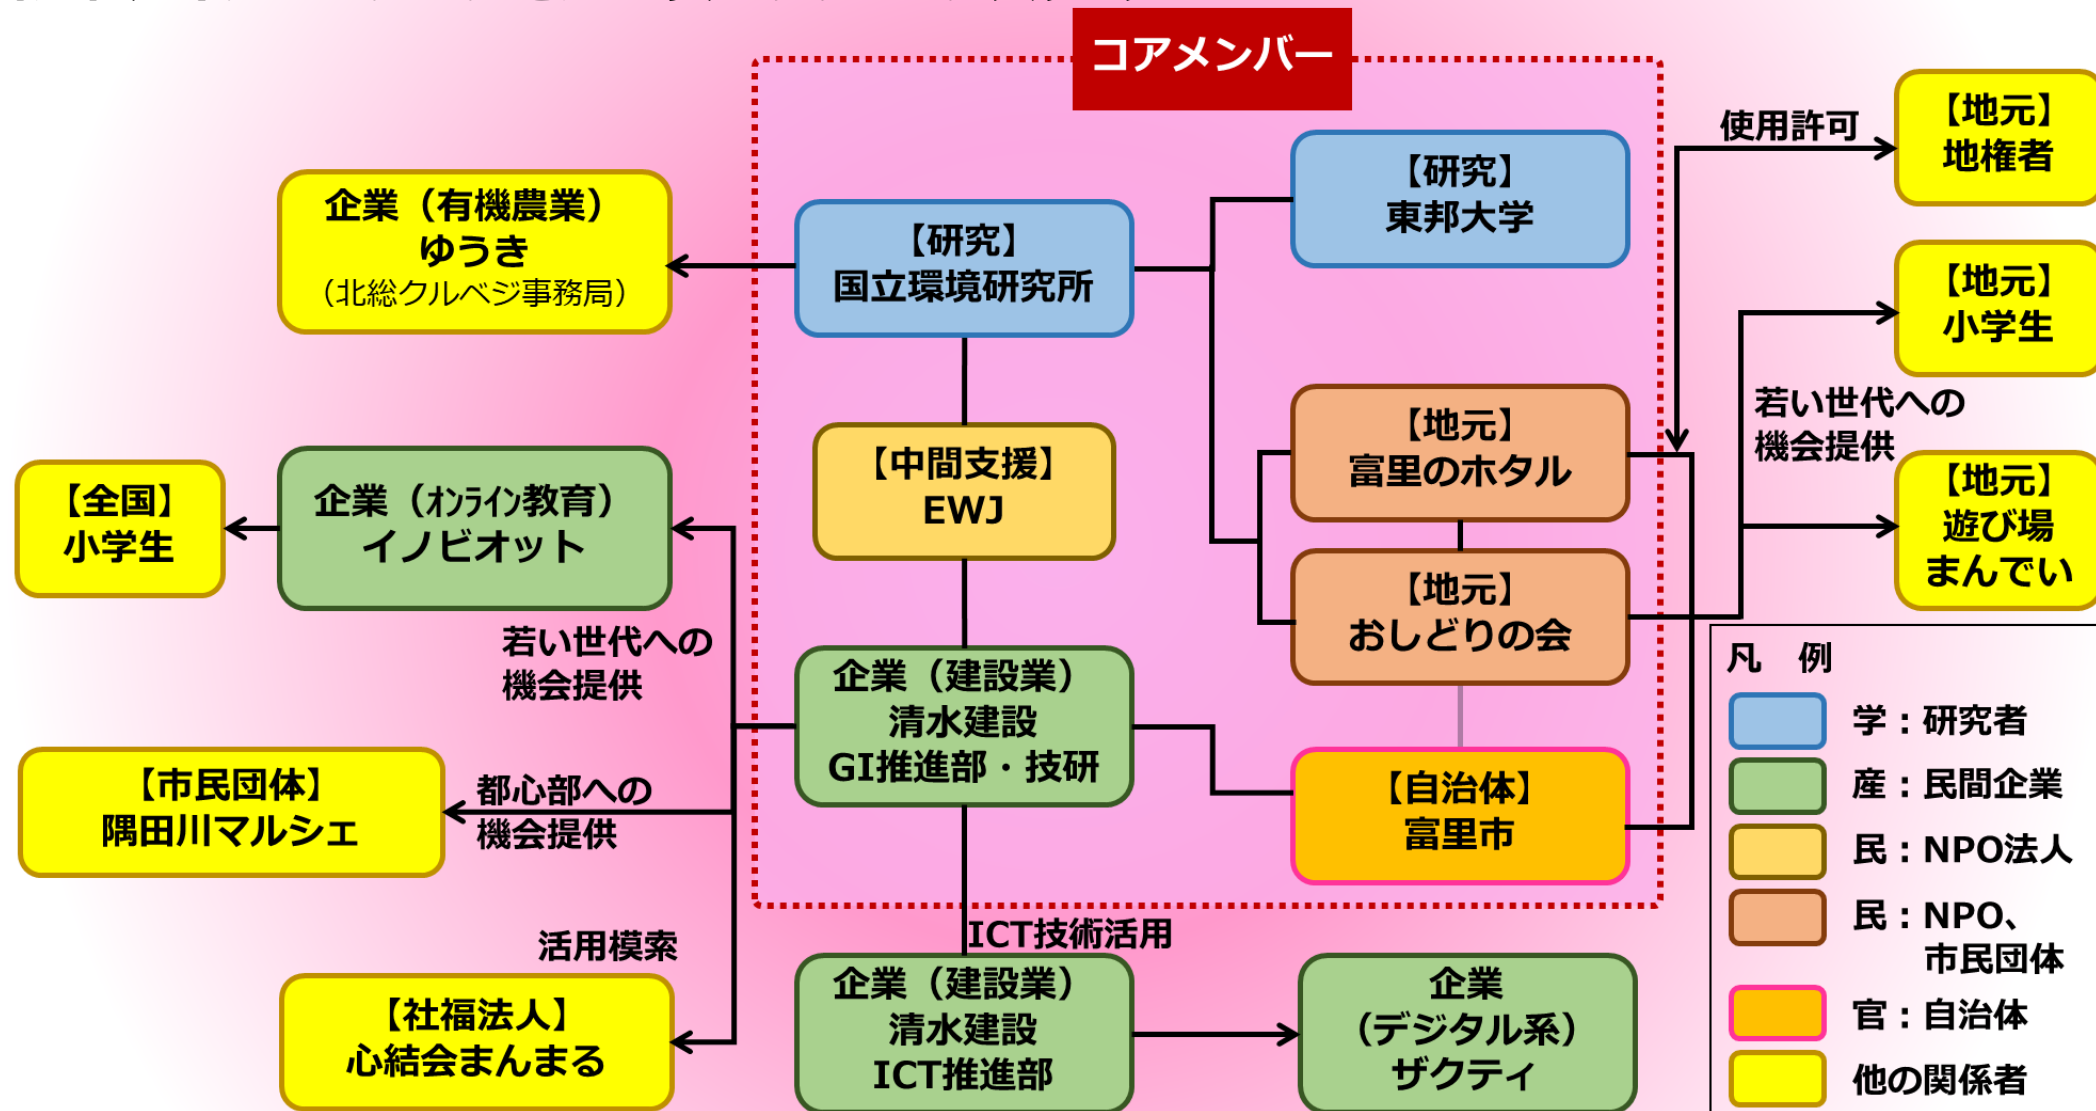 コアメンバー
【研究】
東邦大学
使用許可
【地元】
地権者
企業（有機農業）
ゆうき
（北総クルベジ事務局）
【研究】
国立環境研究所
【地元】
小学生
若い世代への
機会提供
【地元】
富里のホタル
【中間支援】
EWJ
【地元】
遊び場
まんでい
【全国】
小学生
企業（オンライン教育）
イノビオット
【地元】
おしどりの会
若い世代への
機会提供
企業（建設業）
清水建設
GI推進部・技研
【自治体】
富里市
【市民団体】
隅田川マルシェ
都心部への
機会提供
活用模索
【社福法人】
心結会まんまる
ICT技術活用
企業（建設業）
清水建設
ICT推進部
企業
（デジタル系）
ザクティ
凡　例
学：研究者
産：民間企業
民：NPO法人
民：NPO、
市民団体
官：自治体
他の関係者